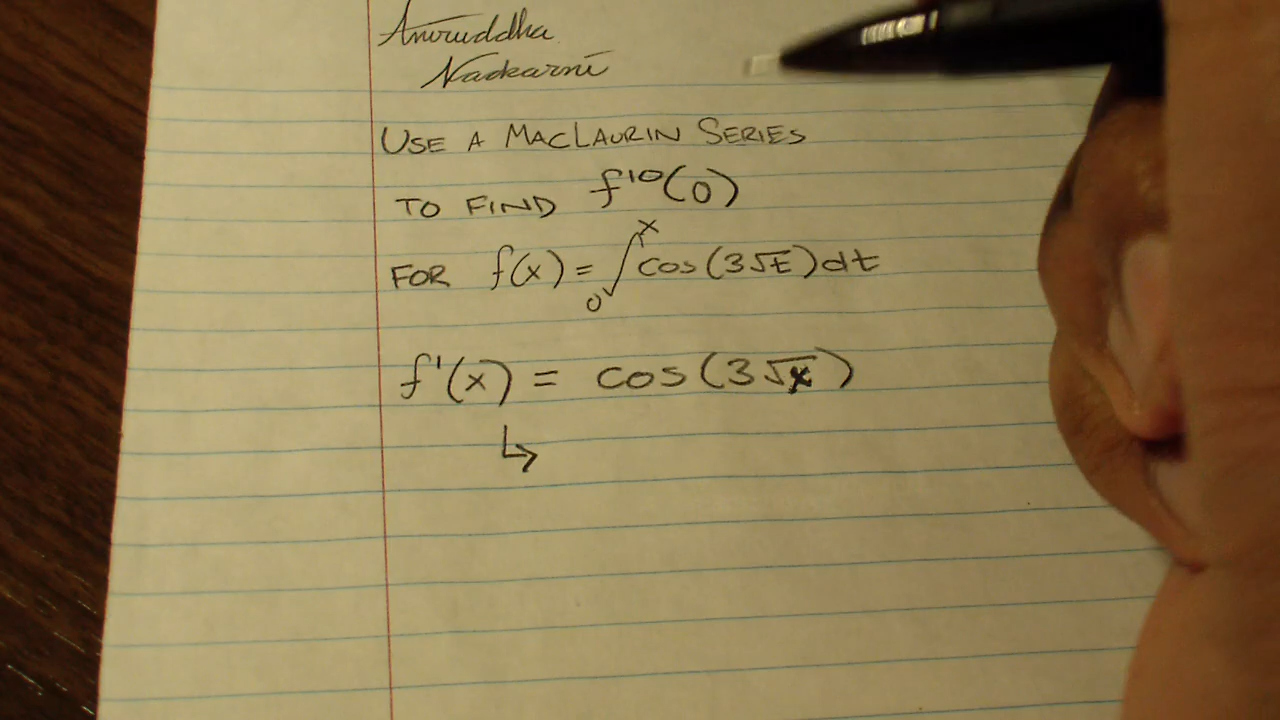 Aniruddha
Nadkarni
USE A MACLAURIN SERIES
TO FIND f¹⁰(0)
FOR f(x) = ∫₀ˣ cos(3√t)dt
f'(x) = cos(3√x)
↳